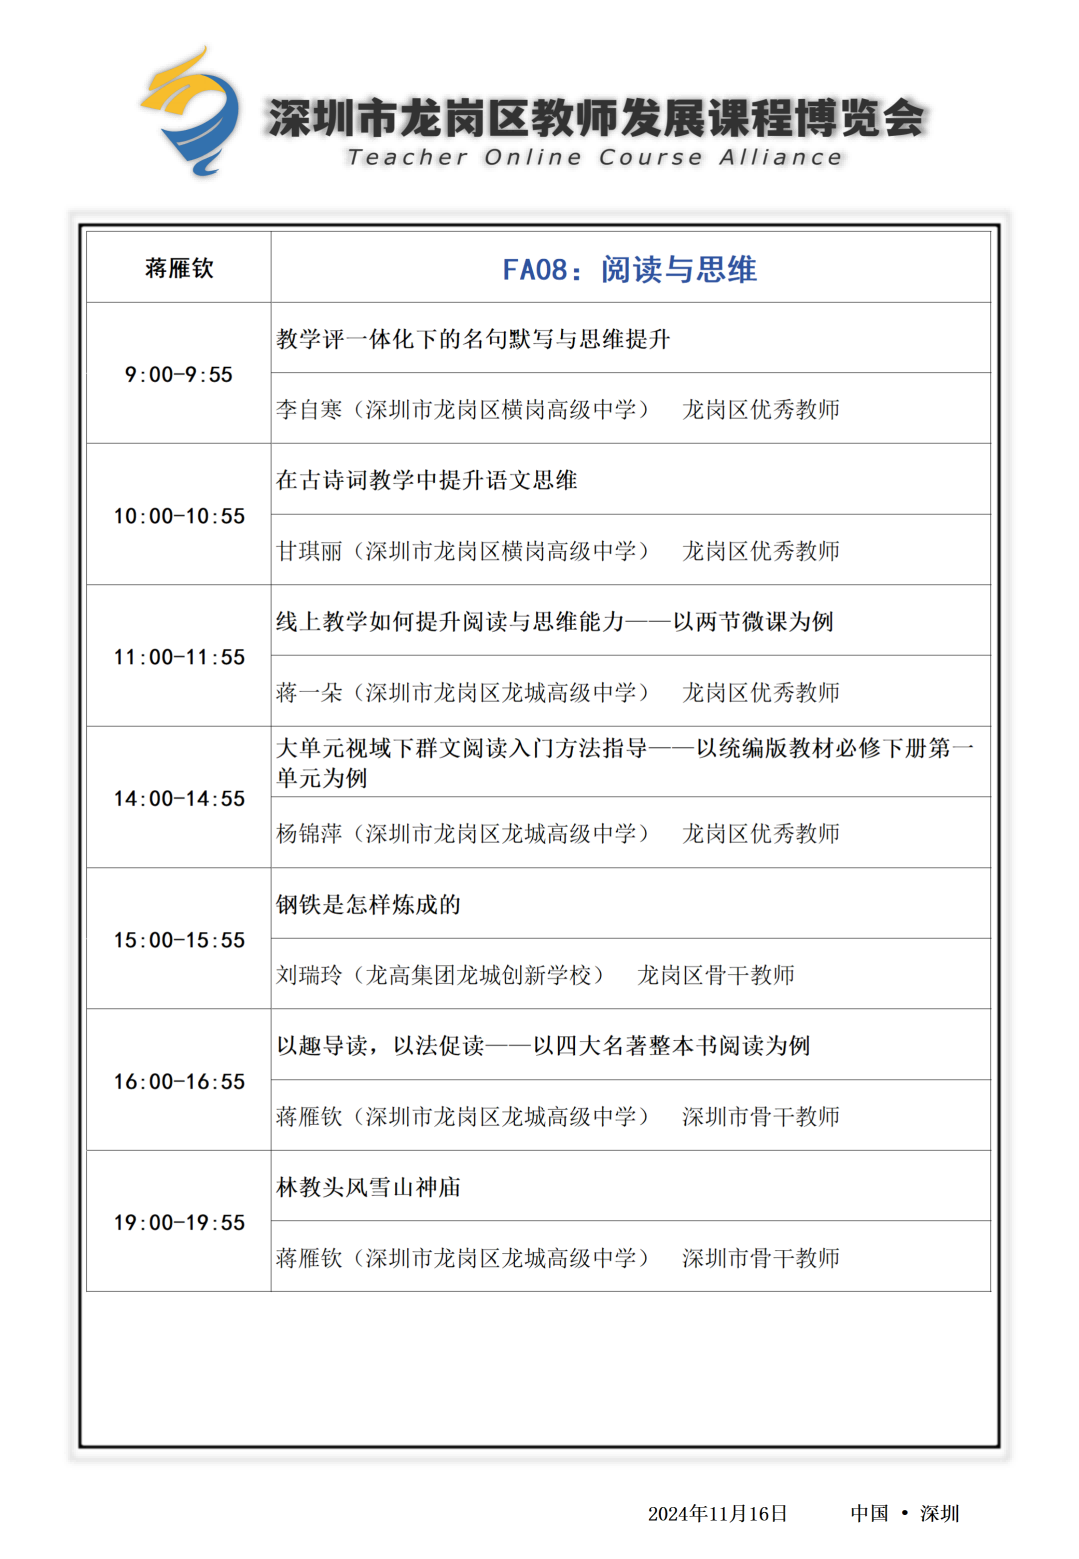 深圳市龙岗区教师发展课程博览会
Teacher Online Course Alliance
蒋雁钦
FA08：阅读与思维
9:00-9:55
教学评一体化下的名句默写与思维提升
李自寒（深圳市龙岗区横岗高级中学） 龙岗区优秀教师
10:00-10:55
在古诗词教学中提升语文思维
甘琪丽（深圳市龙岗区横岗高级中学） 龙岗区优秀教师
11:00-11:55
线上教学如何提升阅读与思维能力——以两节微课为例
蒋一朵（深圳市龙岗区龙城高级中学） 龙岗区优秀教师
14:00-14:55
大单元视域下群文阅读入门方法指导——以统编版教材必修下册第一
单元为例
杨锦萍（深圳市龙岗区龙城高级中学） 龙岗区优秀教师
15:00-15:55
钢铁是怎样炼成的
刘瑞玲（龙高集团龙城创新学校） 龙岗区骨干教师
16:00-16:55
以趣导读，以法促读——以四大名著整本书阅读为例
蒋雁钦（深圳市龙岗区龙城高级中学） 深圳市骨干教师
19:00-19:55
林教头风雪山神庙
蒋雁钦（深圳市龙岗区龙城高级中学） 深圳市骨干教师
2024年11月16日 中国 • 深圳